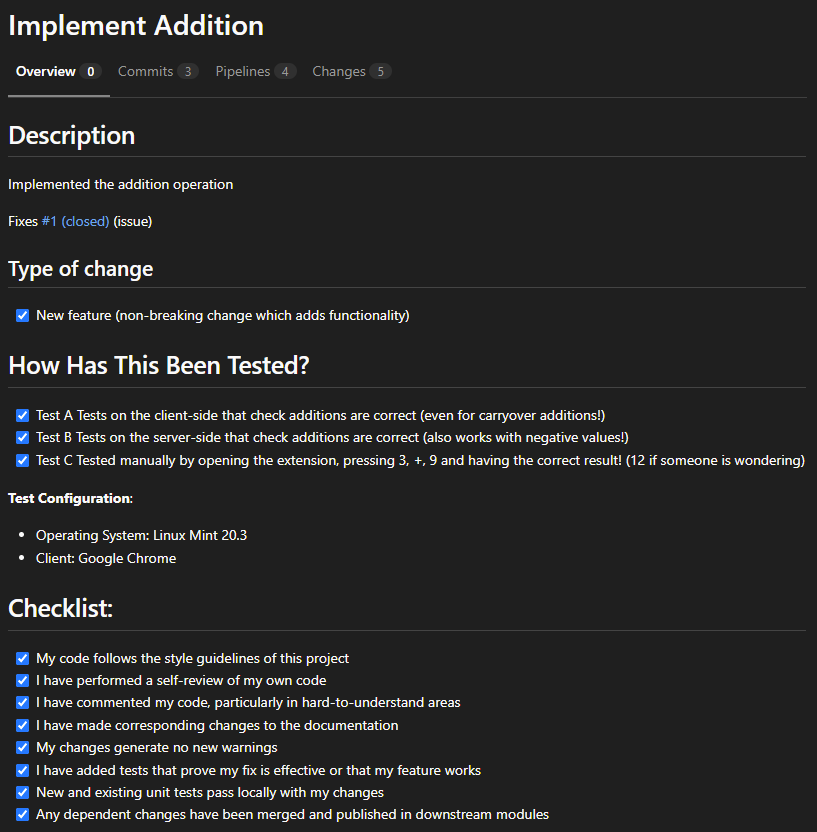 Implement Addition
Overview 0 Commits 3 Pipelines 4 Changes 5
Description
Implemented the addition operation
Fixes #1 (closed) (issue)
Type of change
New feature (non-breaking change which adds functionality)
How Has This Been Tested?
Test A Tests on the client-side that check additions are correct (even for carryover additions!)
Test B Tests on the server-side that check additions are correct (also works with negative values!)
Test C Tested manually by opening the extension, pressing 3, +, 9 and having the correct result! (12 if someone is wondering)
Test Configuration:
• Operating System: Linux Mint 20.3
• Client: Google Chrome
Checklist:
My code follows the style guidelines of this project
I have performed a self-review of my own code
I have commented my code, particularly in hard-to-understand areas
I have made corresponding changes to the documentation
My changes generate no new warnings
I have added tests that prove my fix is effective or that my feature works
New and existing unit tests pass locally with my changes
Any dependent changes have been merged and published in downstream modules